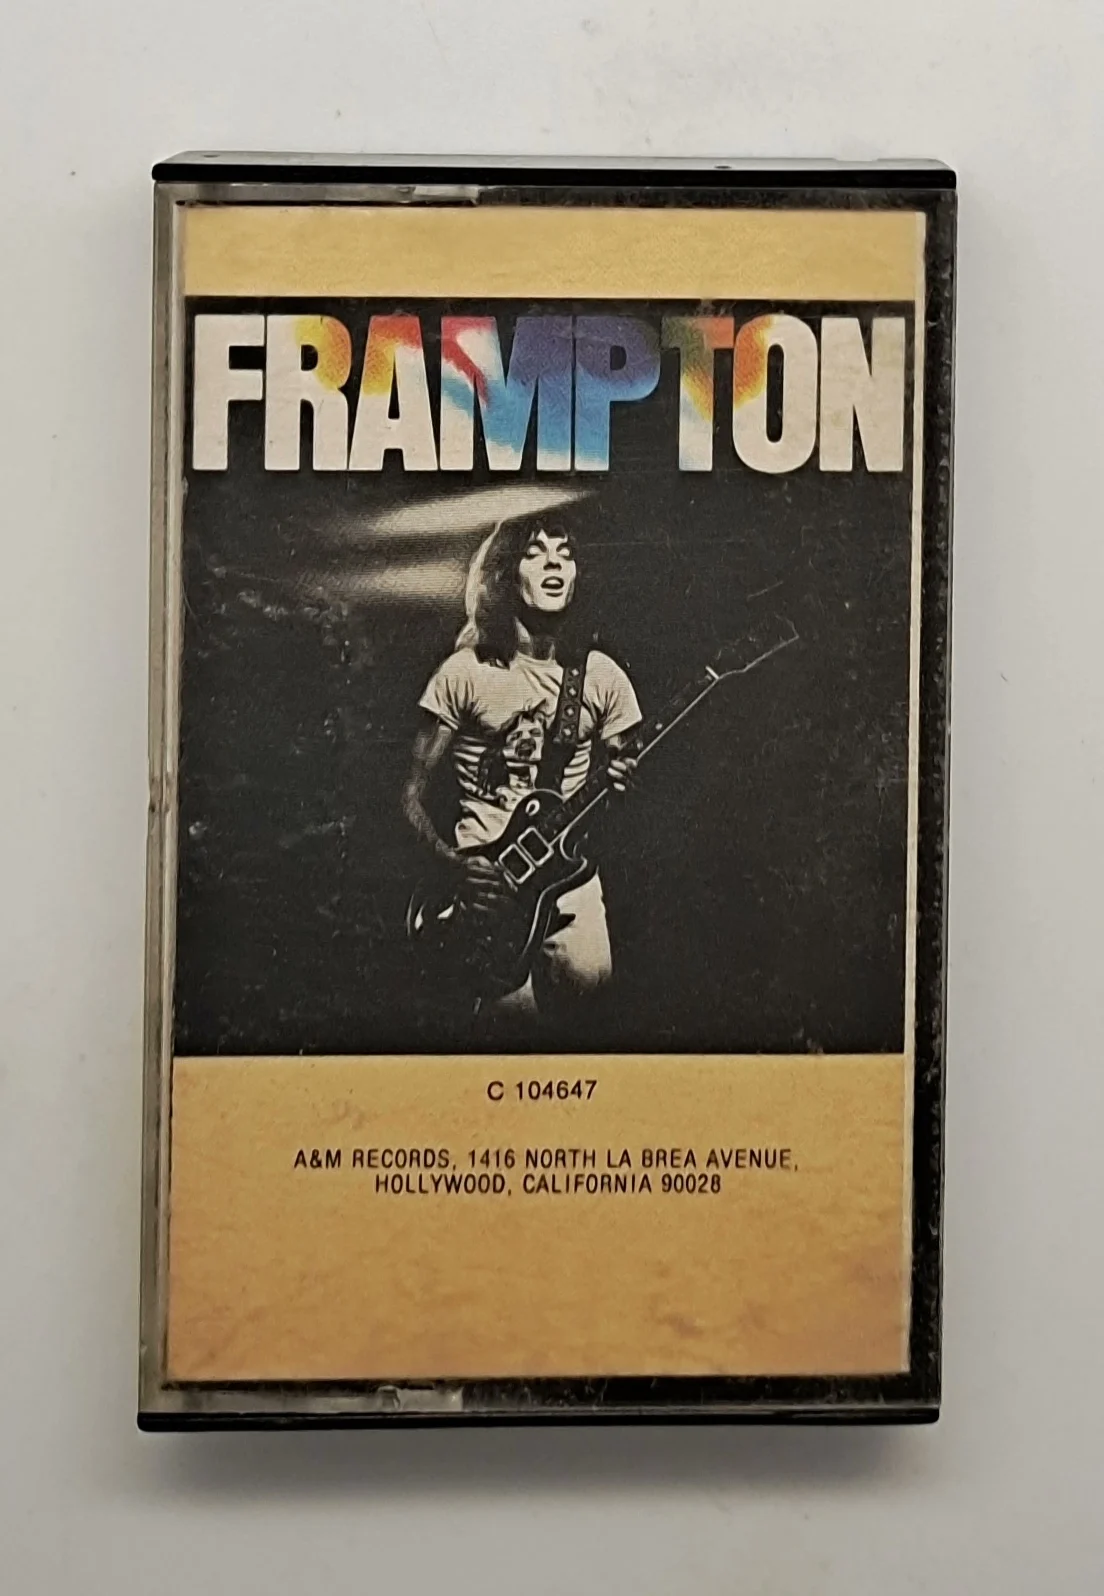 FRAMPTON
C 104647
A&M RECORDS, 1416 NORTH LA BREA AVENUE,
HOLLYWOOD, CALIFORNIA 90028